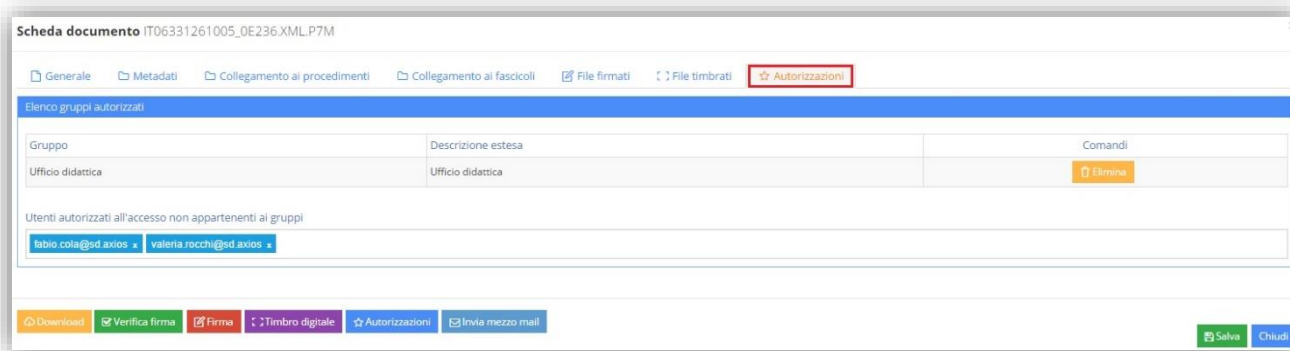 Scheda documento IT06331261005_0E236.XML.P7M
Generale Metadati Collegamento ai procedimenti Collegamento ai fascicoli File firmati File timbrati Autorizzazioni
Elenco gruppi autorizzati
Gruppo Descrizione estesa Comandi
Ufficio didattica Ufficio didattica Elimina
Utenti autorizzati all'accesso non appartenenti ai gruppi
fabio.cola@sd.axios x valeria.rocchi@sd.axios x
Download Verifica firma Firma Timbro digitale Autorizzazioni Invia mezzo mail
Salva Chiudi